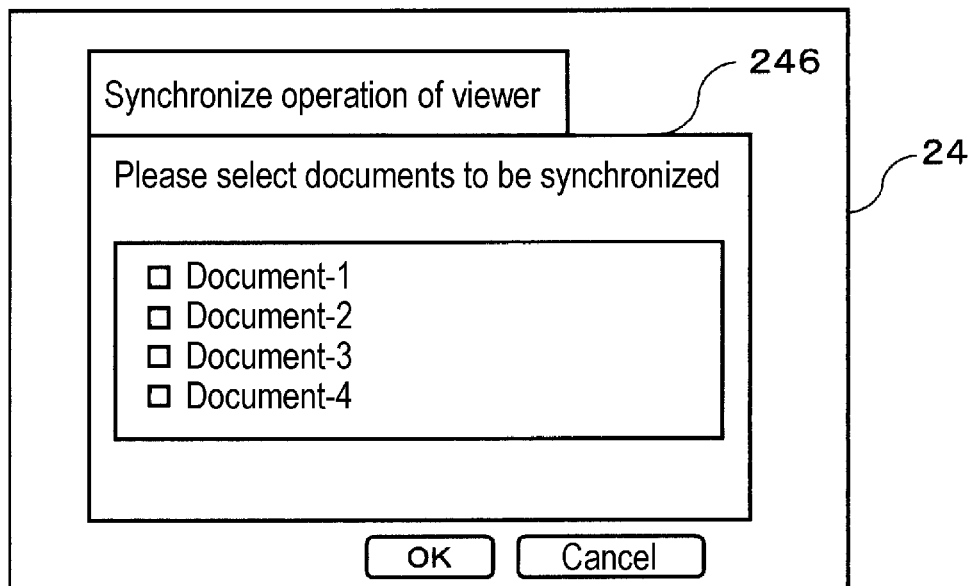 246
Synchronize operation of viewer
24
Please select documents to be synchronized
Document-1
Document-2
Document-3
Document-4
OK Cancel